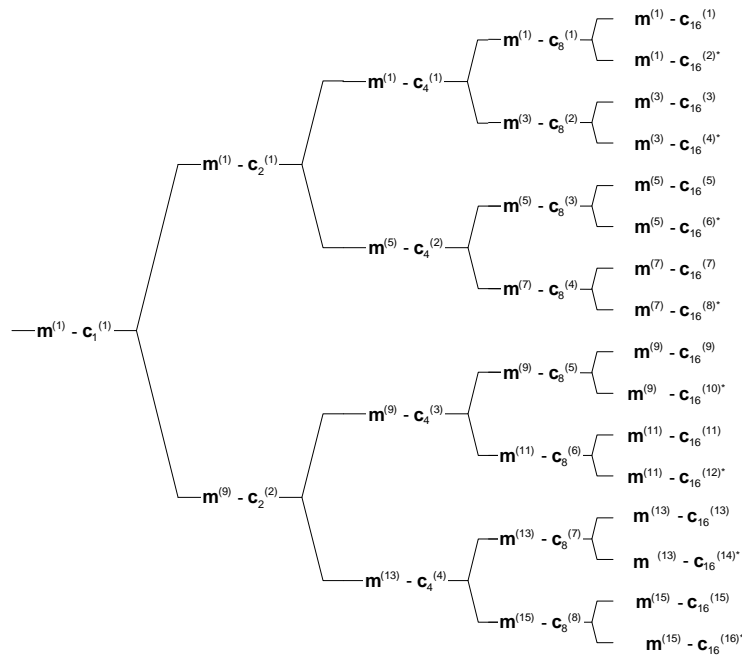 m(1) - c16(1)
m(1) - c8(1)
m(1) - c16(2)*
m(1) - c4(1)
m(3) - c16(3)
m(3) - c8(2)
m(3) - c16(4)*
m(1) - c2(1)
m(5) - c16(5)
m(5) - c8(3)
m(5) - c16(6)*
m(5) - c4(2)
m(7) - c16(7)
m(7) - c8(4)
m(7) - c16(8)*
m(1) - c1(1)
m(9) - c16(9)
m(9) - c8(5)
m(9) - c16(10)*
m(9) - c4(3)
m(11) - c16(11)
m(11) - c8(6)
m(11) - c16(12)*
m(9) - c2(2)
m(13) - c16(13)
m(13) - c8(7)
m (13) - c16(14)*
m(13) - c4(4)
m(15) - c16(15)
m(15) - c8(8)
m(15) - c16(16)*